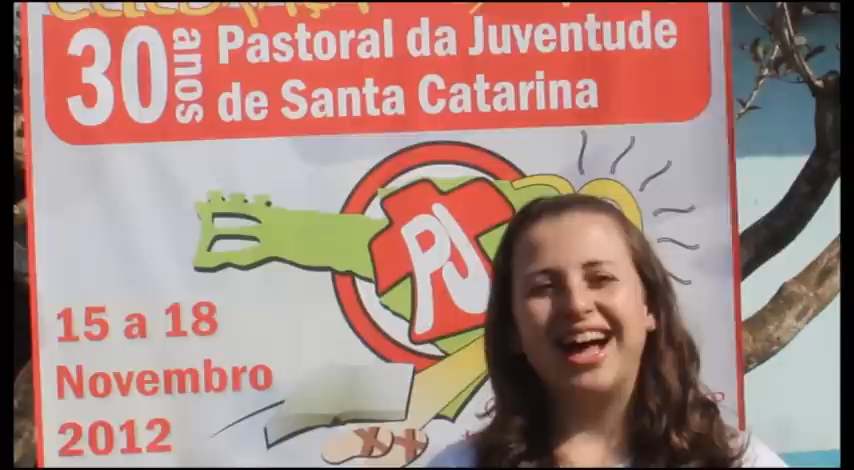 30 anos Pastoral da Juventude
de Santa Catarina
PJ
15 a 18
Novembro
2012